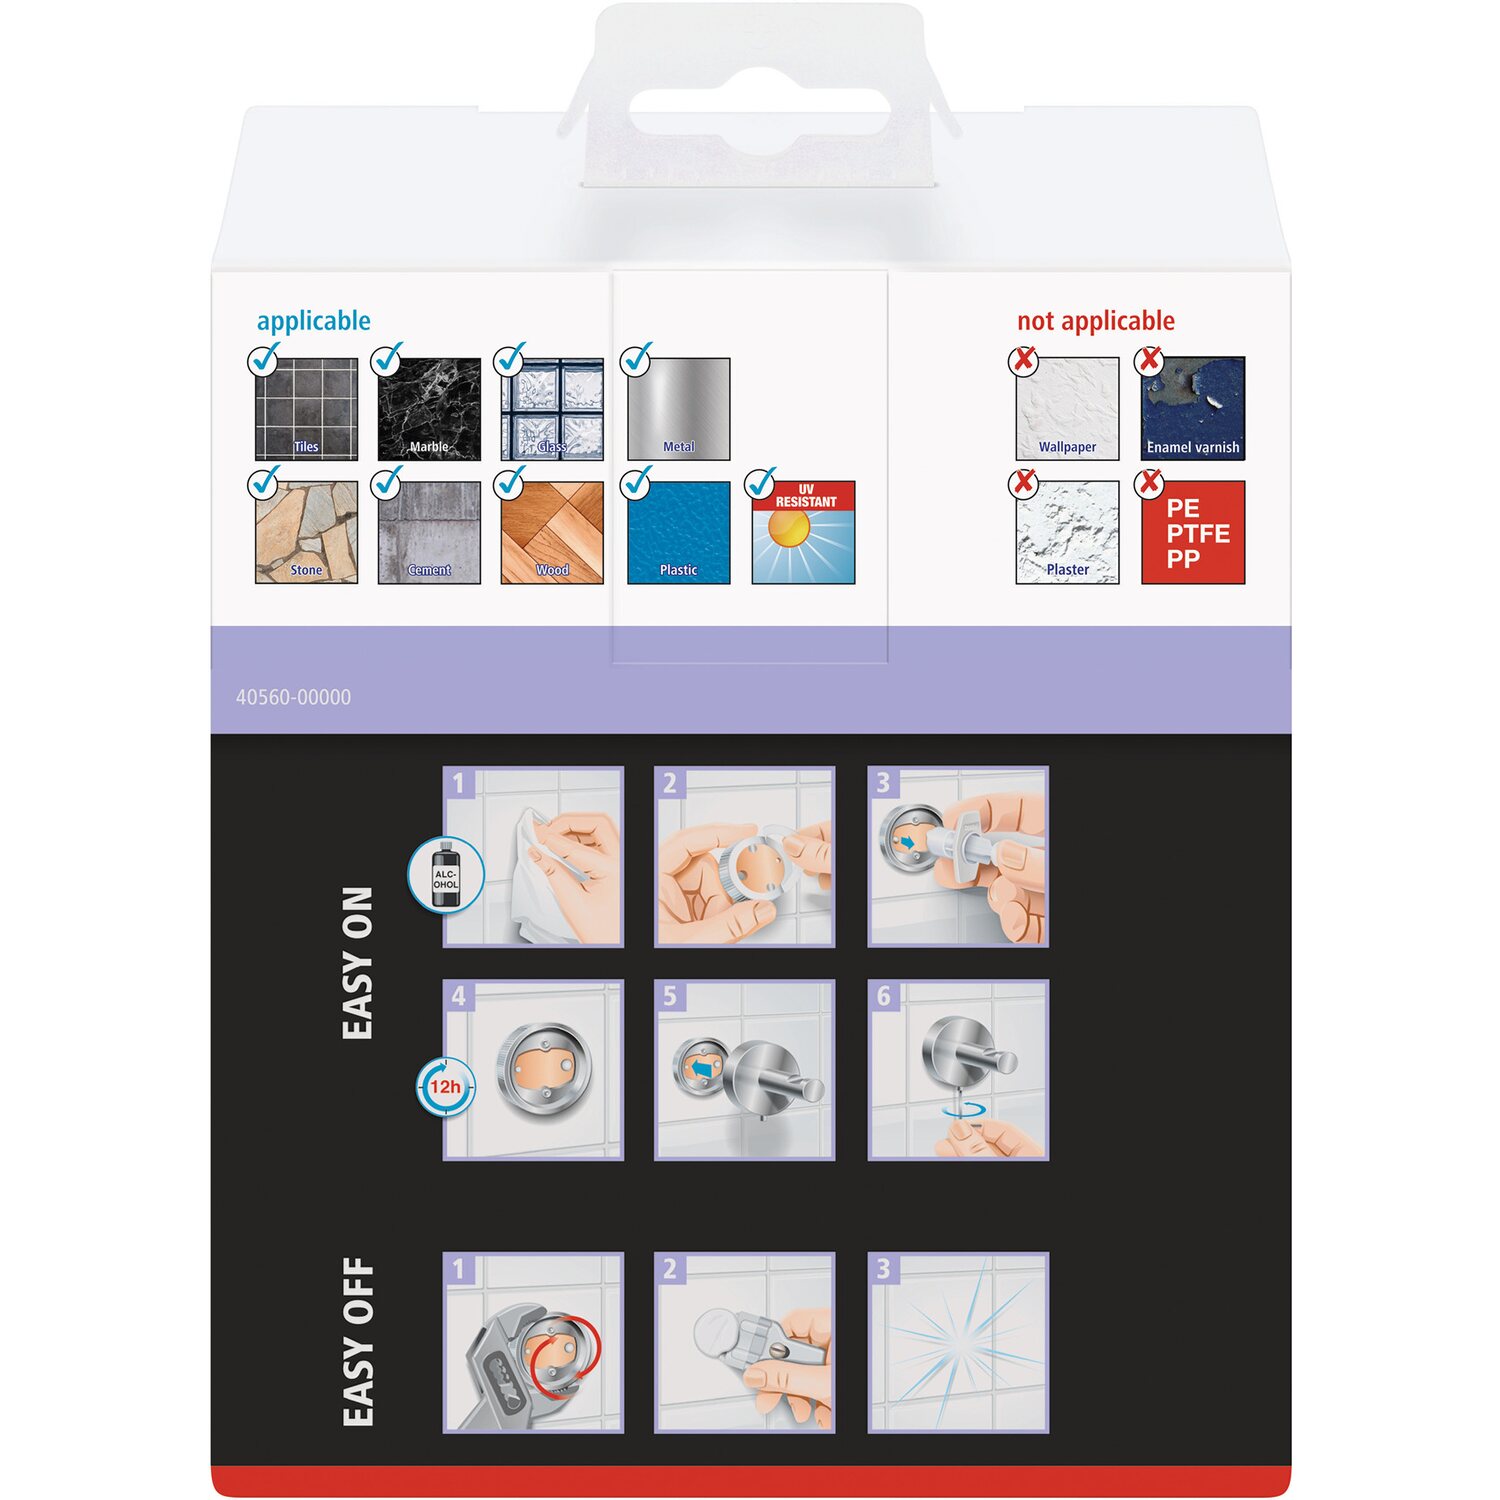 applicable
not applicable
Tiles
Marble
Glass
Metal
Wallpaper
Enamel varnish
Stone
Cement
Wood
Plastic
UV
RESISTANT
Plaster
PE
PTFE
PP
40560-00000
EASY ON
1
ALC-
OHOL
2
3
4
12h
5
6
EASY OFF
1
2
3